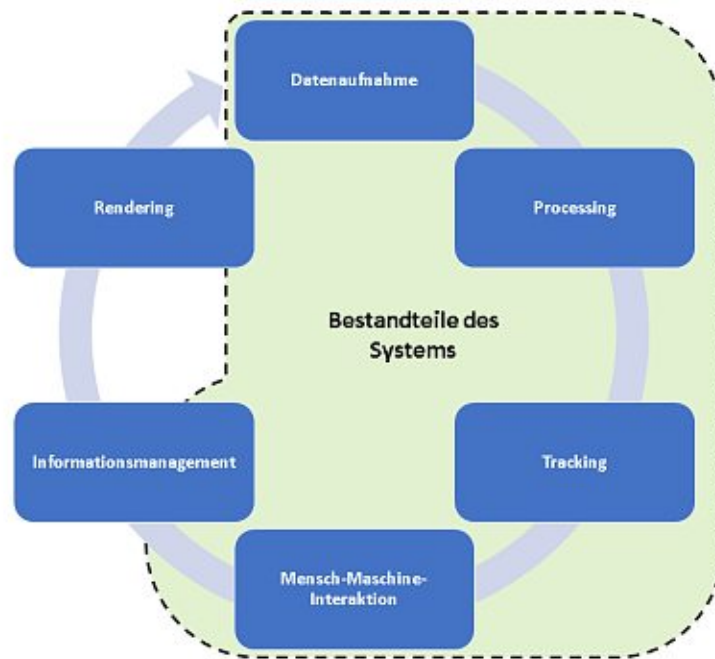 Datenaufnahme
Rendering
Processing
Bestandteile des
Systems
Informationsmanagement
Tracking
Mensch-Maschine-
Interaktion